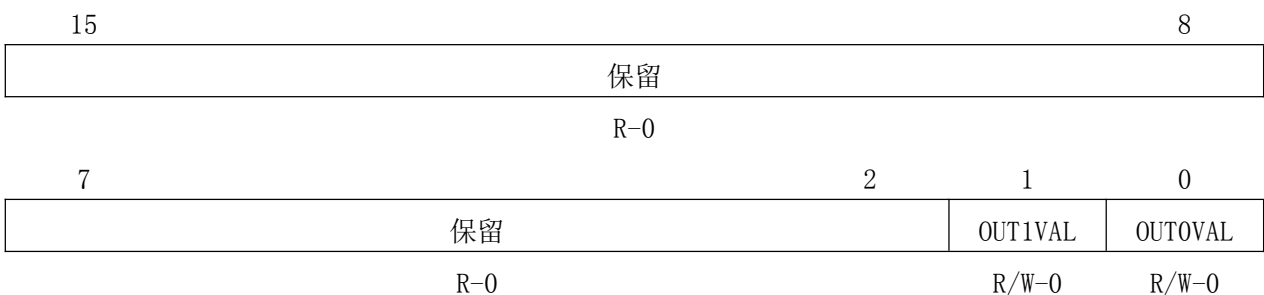 15 8
保留
R-0
7 2 1 0
保留 OUT1VAL OUT0VAL
R-0 R/W-0 R/W-0